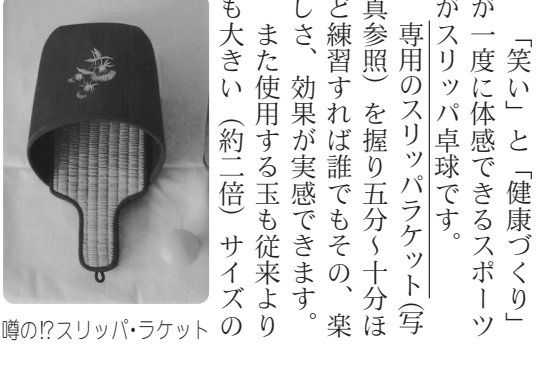 「笑い」と「健康づくり」
が一度に体感できるスポーツ
がスリッパ卓球です。
専用のスリッパラケット(写
真参照）を握り五分〜十分ほ
ど練習すれば誰でもその、楽
しさ、効果が実感できます。
また使用する玉も従来より
も大きい（約二倍）サイズの
噂の!?スリッパ・ラケット